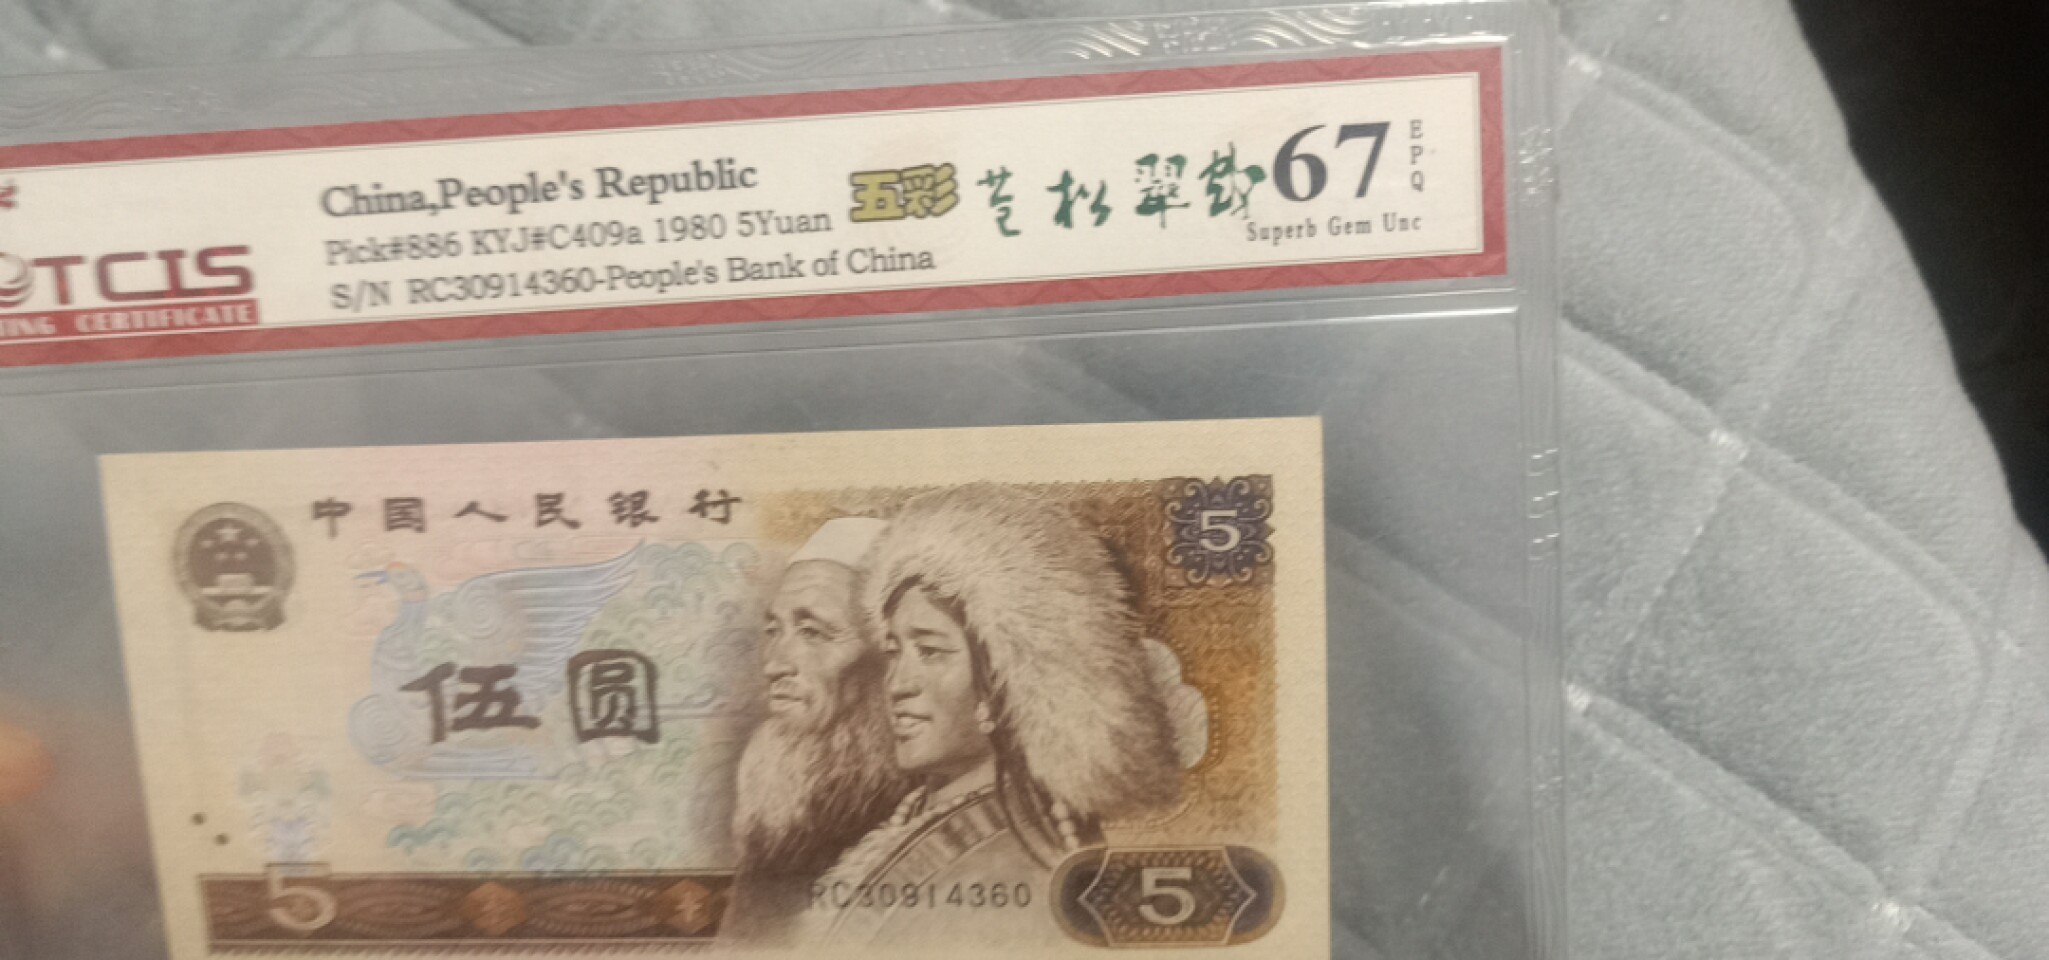 China,People's Republic
Pick#886 KYJ#C409a 1980 5Yuan
S/N RC30914360-People's Bank of China
五彩 苍松翠鹤
67 EPQ
Superb Gem Unc
TCIS
TING CERTIFICATE
中国人民银行
5
伍圆
5
RC30914360
5